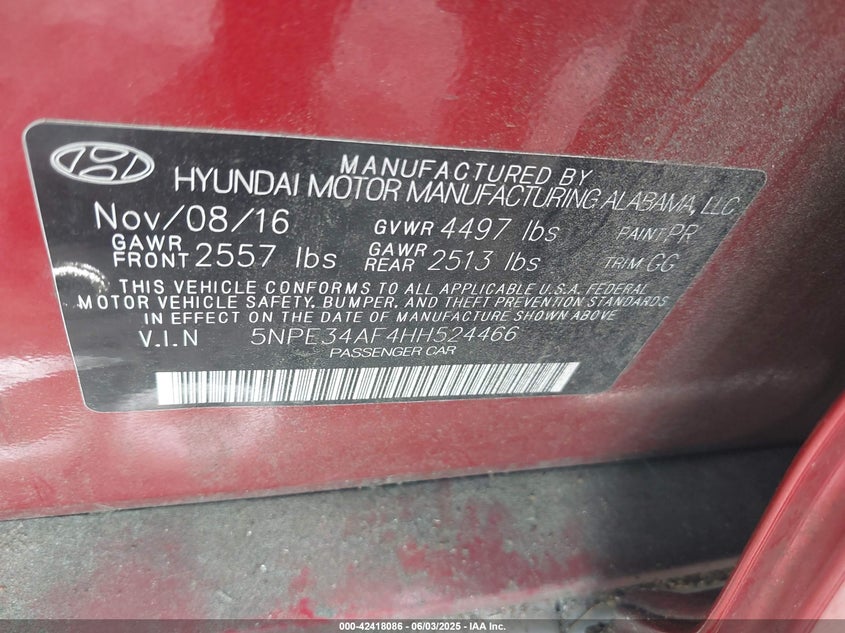 MANUFACTURED BY
HYUNDAI MOTOR MANUFACTURING ALABAMA, LLC
Nov/08/16 GVWR 4497 lbs PAINT PR
GAWR FRONT 2557 lbs GAWR REAR 2513 lbs TRIM GG
THIS VEHICLE CONFORMS TO ALL APPLICABLE U.S.A. FEDERAL
MOTOR VEHICLE SAFETY, BUMPER, AND THEFT PREVENTION STANDARDS
IN EFFECT ON THE DATE OF MANUFACTURE SHOWN ABOVE
V.I.N 5NPE34AF4HH524466
PASSENGER CAR
000-42418086 - 06/03/2025 - IAA Inc.